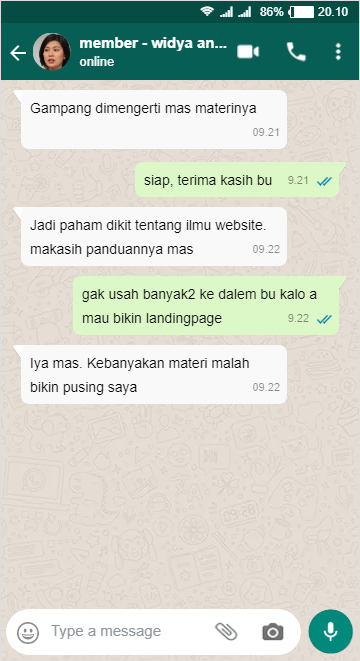 86% 20.10
member - widya an...
online
Gampang dimengerti mas materinya
09.21
siap, terima kasih bu 9.21
Jadi paham dikit tentang ilmu website.
makasih panduannya mas 09.22
gak usah banyak2 ke dalem bu kalo a
mau bikin landingpage 9.22
Iya mas. Kebanyakan materi malah
bikin pusing saya 09.22
Type a message